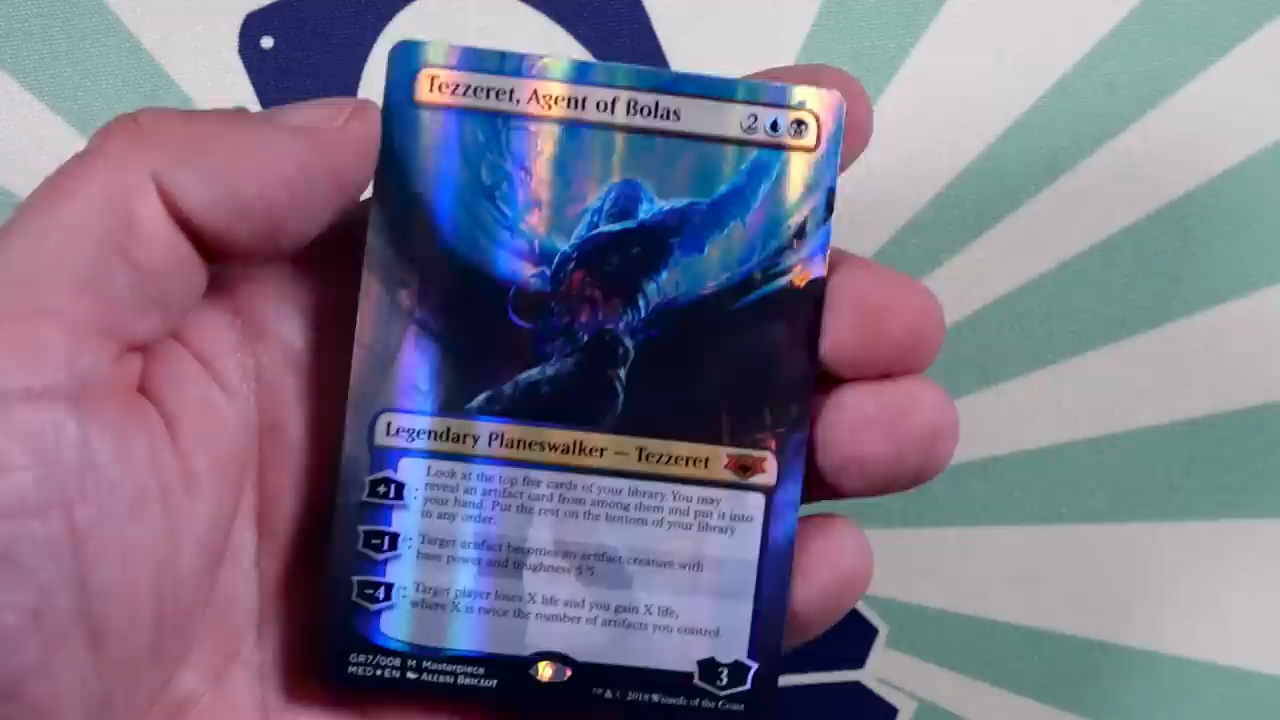 Tezzeret, Agent of Bolas
2
Legendary Planeswalker — Tezzeret
+1 : Look at the top five cards of your library. You may
reveal an artifact card from among them and put it into
your hand. Put the rest on the bottom of your library
in any order.
−1 : Target artifact becomes an artifact creature with
base power and toughness 5/5.
−4 : Target player loses X life and you gain X life,
where X is twice the number of artifacts you control.
3
GR7/008 M Masterpiece
MED★EN Allen Briclot
™ & © 2018 Wizards of the Coast